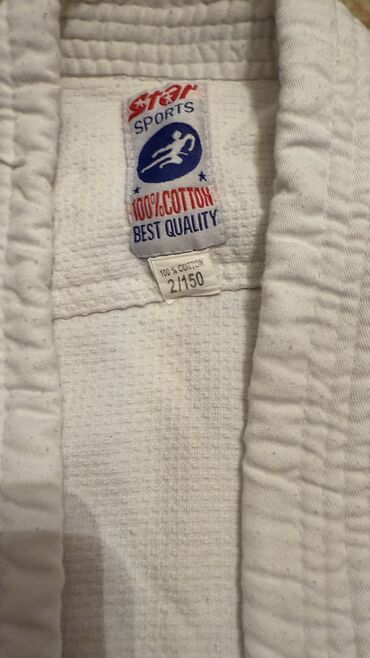 Star
SPORTS
100% COTTON
BEST QUALITY
100% COTTON
2/150